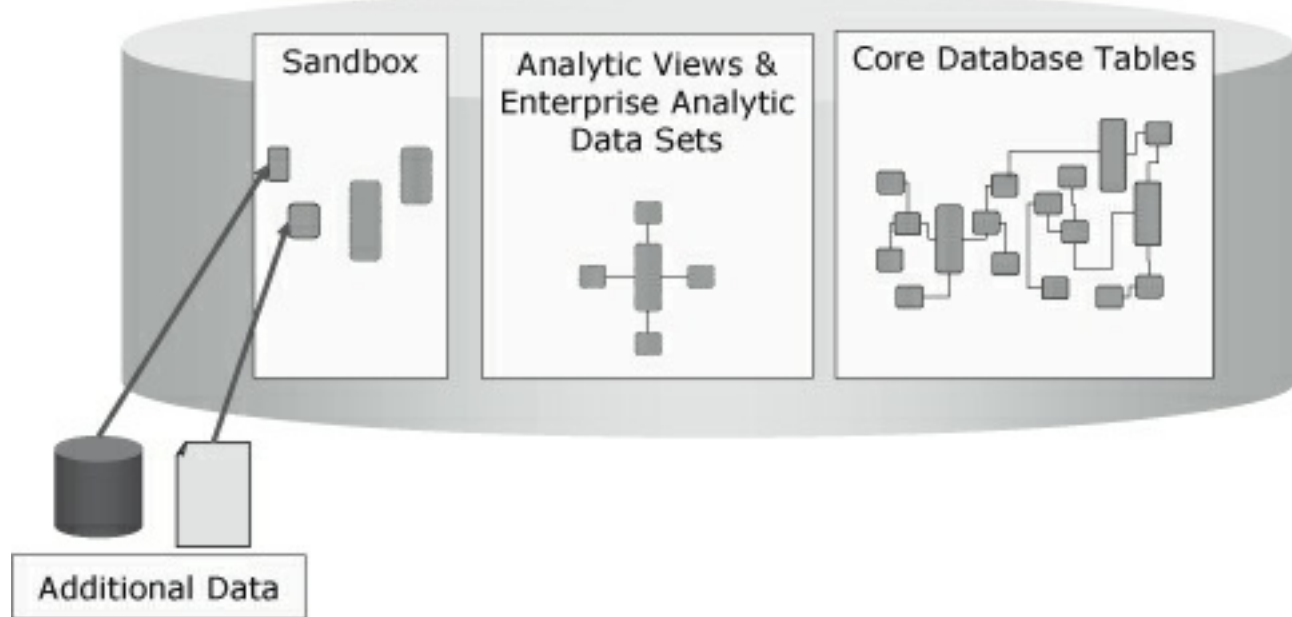 Sandbox
Analytic Views &
Enterprise Analytic
Data Sets
Core Database Tables
Additional Data